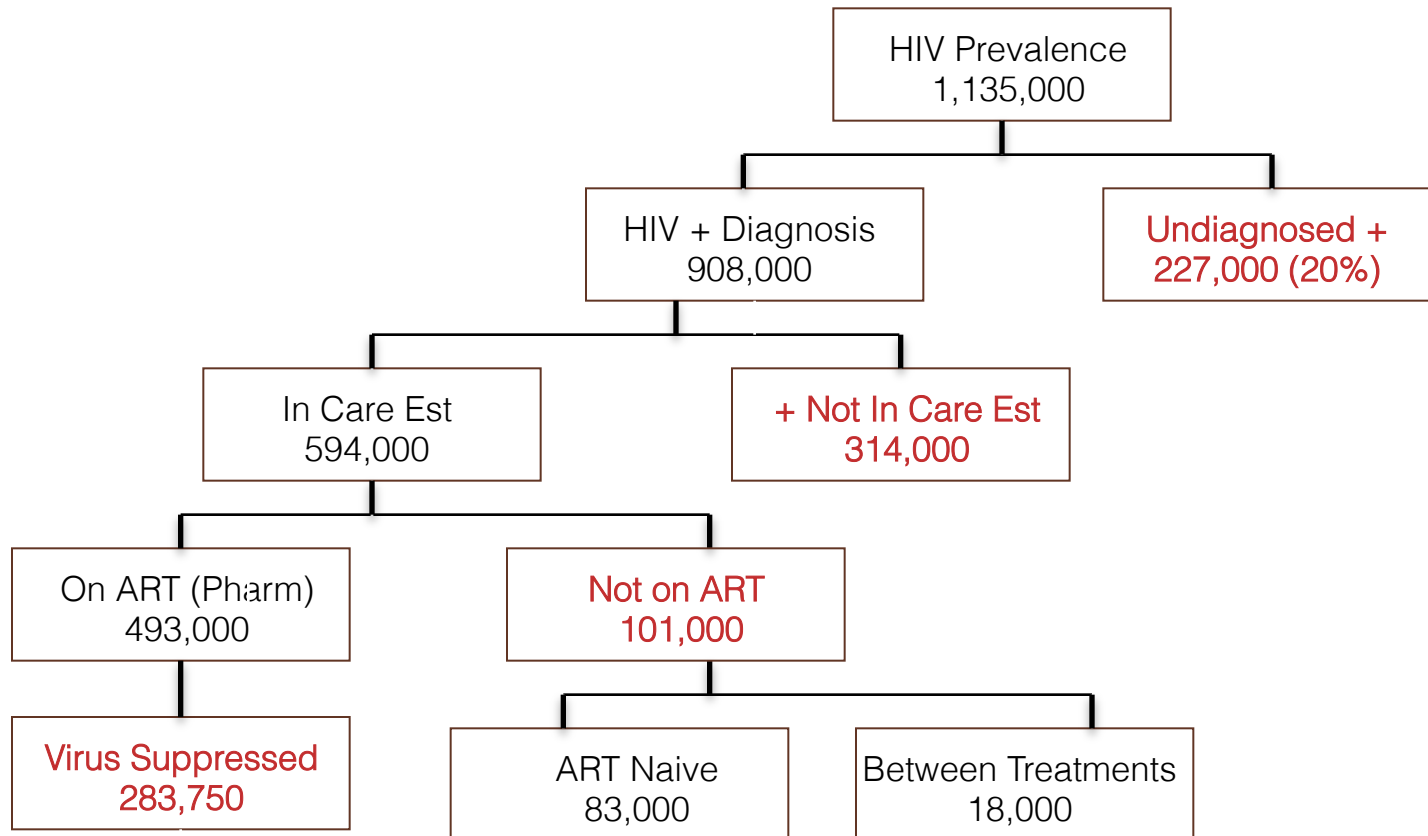 HIV Prevalence
1,135,000
HIV + Diagnosis
908,000
Undiagnosed +
227,000 (20%)
In Care Est
594,000
+ Not In Care Est
314,000
On ART (Pharm)
493,000
Not on ART
101,000
Virus Suppressed
283,750
ART Naive
83,000
Between Treatments
18,000